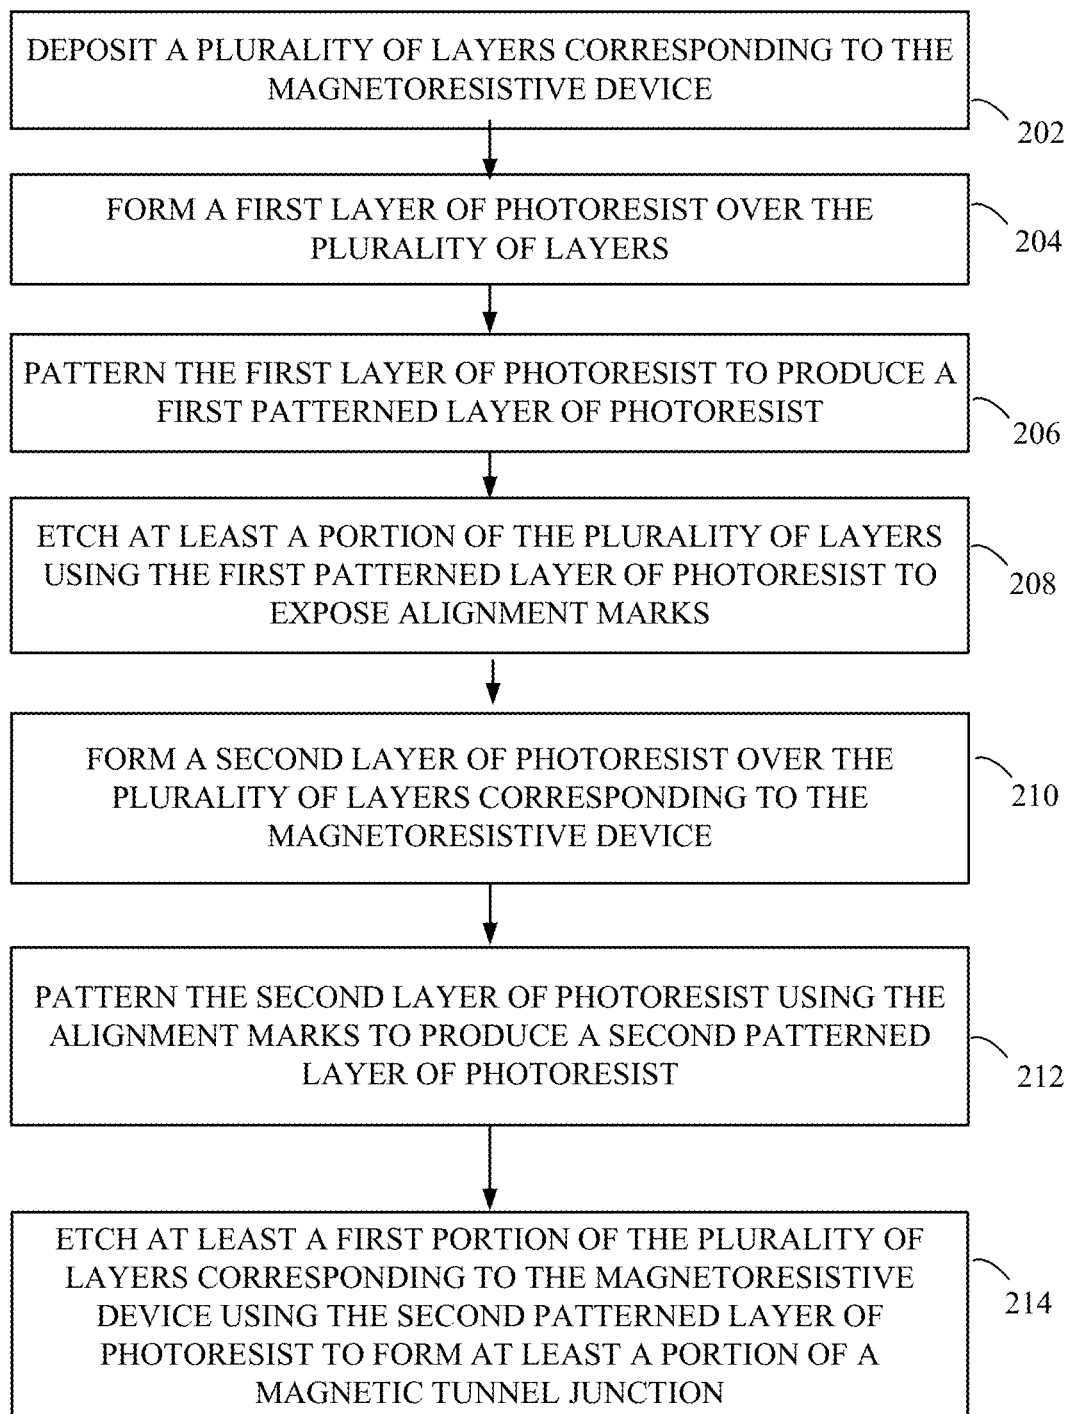 DEPOSIT A PLURALITY OF LAYERS CORRESPONDING TO THE
MAGNETORESISTIVE DEVICE
202
FORM A FIRST LAYER OF PHOTORESIST OVER THE
PLURALITY OF LAYERS
204
PATTERN THE FIRST LAYER OF PHOTORESIST TO PRODUCE A
FIRST PATTERNED LAYER OF PHOTORESIST
206
ETCH AT LEAST A PORTION OF THE PLURALITY OF LAYERS
USING THE FIRST PATTERNED LAYER OF PHOTORESIST TO
EXPOSE ALIGNMENT MARKS
208
FORM A SECOND LAYER OF PHOTORESIST OVER THE
PLURALITY OF LAYERS CORRESPONDING TO THE
MAGNETORESISTIVE DEVICE
210
PATTERN THE SECOND LAYER OF PHOTORESIST USING THE
ALIGNMENT MARKS TO PRODUCE A SECOND PATTERNED
LAYER OF PHOTORESIST
212
ETCH AT LEAST A FIRST PORTION OF THE PLURALITY OF
LAYERS CORRESPONDING TO THE MAGNETORESISTIVE
DEVICE USING THE SECOND PATTERNED LAYER OF
PHOTORESIST TO FORM AT LEAST A PORTION OF A
MAGNETIC TUNNEL JUNCTION
214